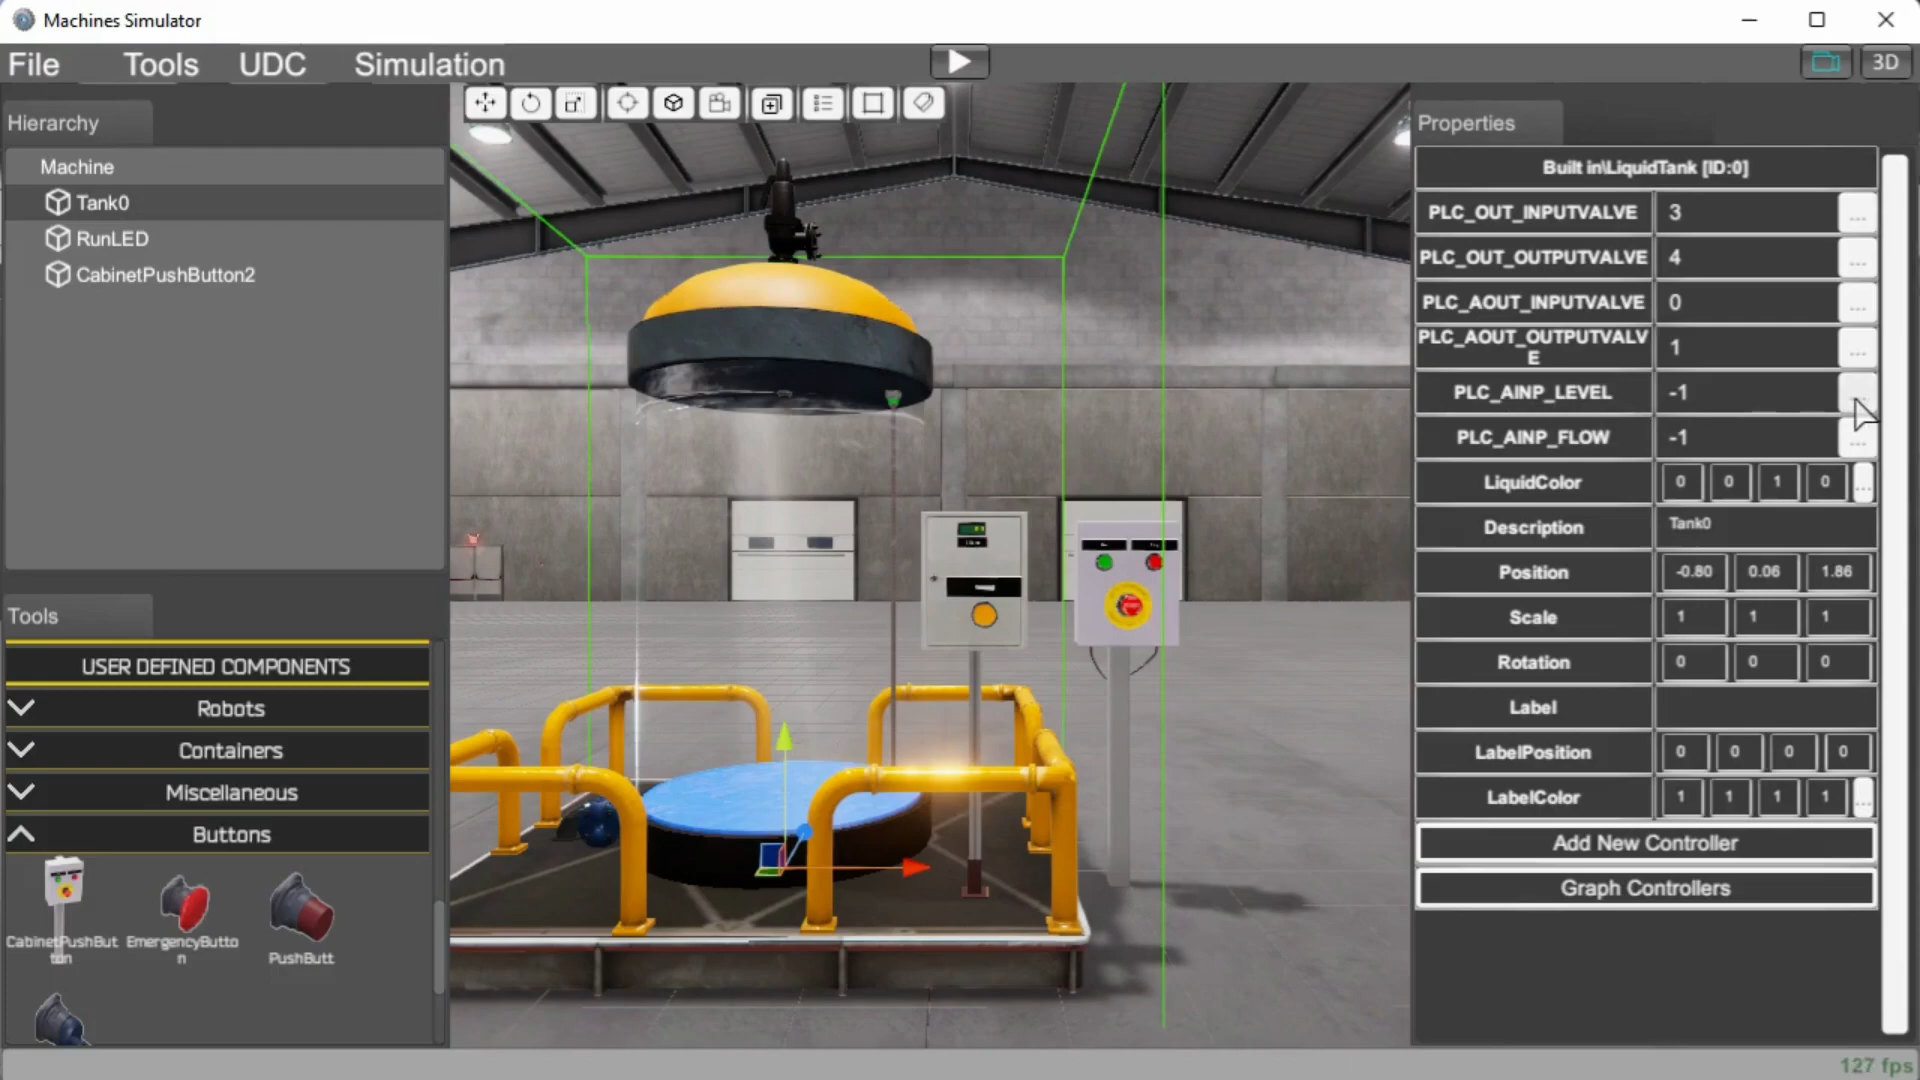 Machines Simulator
File
Tools
UDC
Simulation
3D
Hierarchy
Machine
Tank0
RunLED
CabinetPushButton2
Tools
USER DEFINED COMPONENTS
Robots
Containers
Miscellaneous
Buttons
CabinetPushBut
ton
EmergencyButto
n
PushButt
Properties
Built in\LiquidTank [ID:0]
PLC_OUT_INPUTVALVE 3 ...
PLC_OUT_OUTPUTVALVE 4 ...
PLC_AOUT_INPUTVALVE 0 ...
PLC_AOUT_OUTPUTVALV
E 1 ...
PLC_AINP_LEVEL -1
PLC_AINP_FLOW -1 ...
LiquidColor 0 0 1 0 ...
Description Tank0
Position -0.80 0.06 1.86
Scale 1 1 1
Rotation 0 0 0
Label
LabelPosition 0 0 0 0
LabelColor 1 1 1 1 ...
Add New Controller
Graph Controllers
127 fps